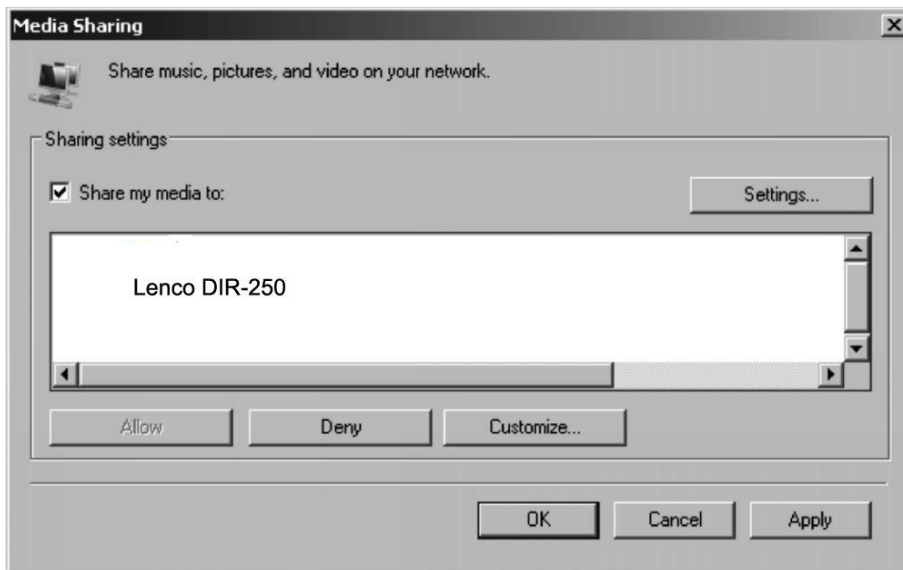 Media Sharing
Share music, pictures, and video on your network.
Sharing settings
Share my media to:
Settings...
Lenco DIR-250
Allow
Deny
Customize...
OK
Cancel
Apply